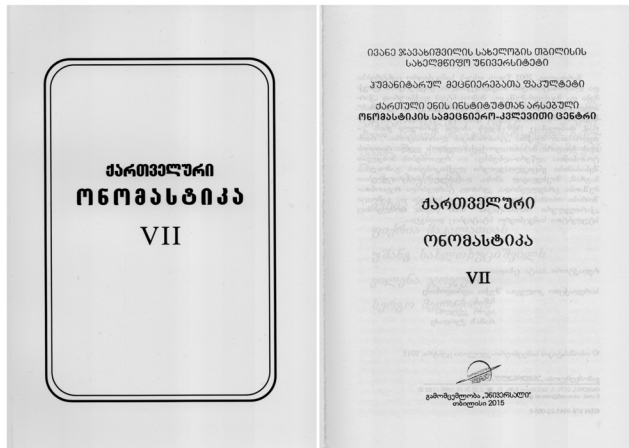 ქართველური
ონომასტიკა
VII
ივანე ჯავახიშვილის სახელობის თბილისის
სახელმწიფო უნივერსიტეტი
ჰუმანიტარულ მეცნიერებათა ფაკულტეტი
ქართული ენის ინსტიტუტთან არსებული
ონომასტიკის სამეცნიერო-კვლევითი ცენტრი
ქართველური
ონომასტიკა
VII
გამომცემლობა „უნივერსალი“
თბილისი 2015